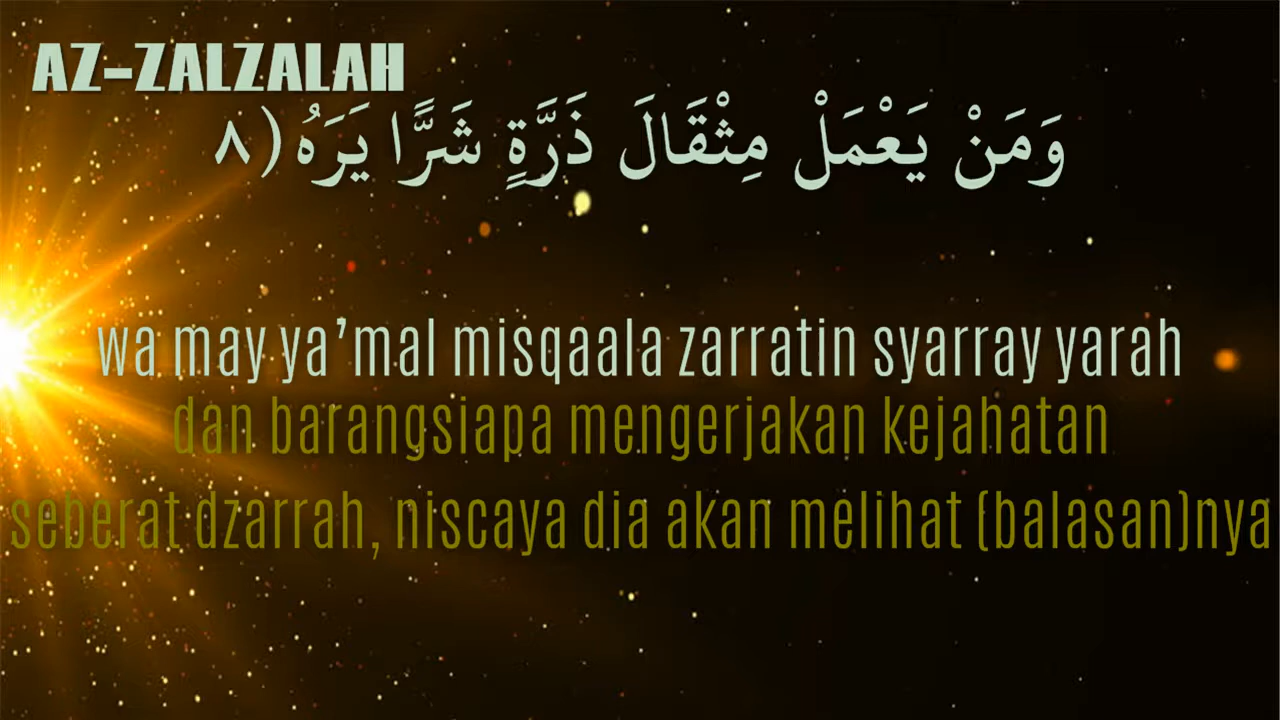 AZ-ZALZALAH
وَمَنْ يَعْمَلْ مِثْقَالَ ذَرَّةٍ شَرًّا يَرَهُ (٨
wa may ya’mal misqaala zarratin syarray yarah
dan barangsiapa mengerjakan kejahatan
seberat dzarrah, niscaya dia akan melihat (balasan)nya